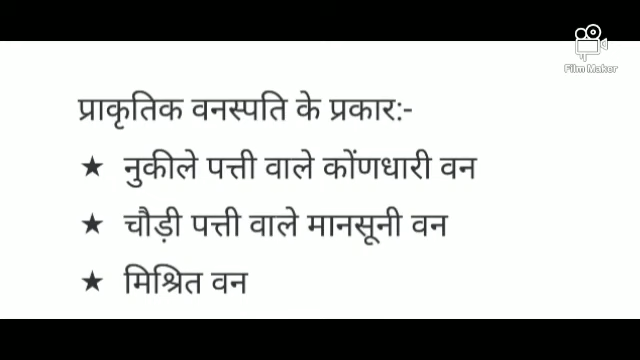 Film Maker
प्राकृतिक वनस्पति के प्रकार:-
★ नुकीले पत्ती वाले कोंणधारी वन
★ चौड़ी पत्ती वाले मानसूनी वन
★ मिश्रित वन